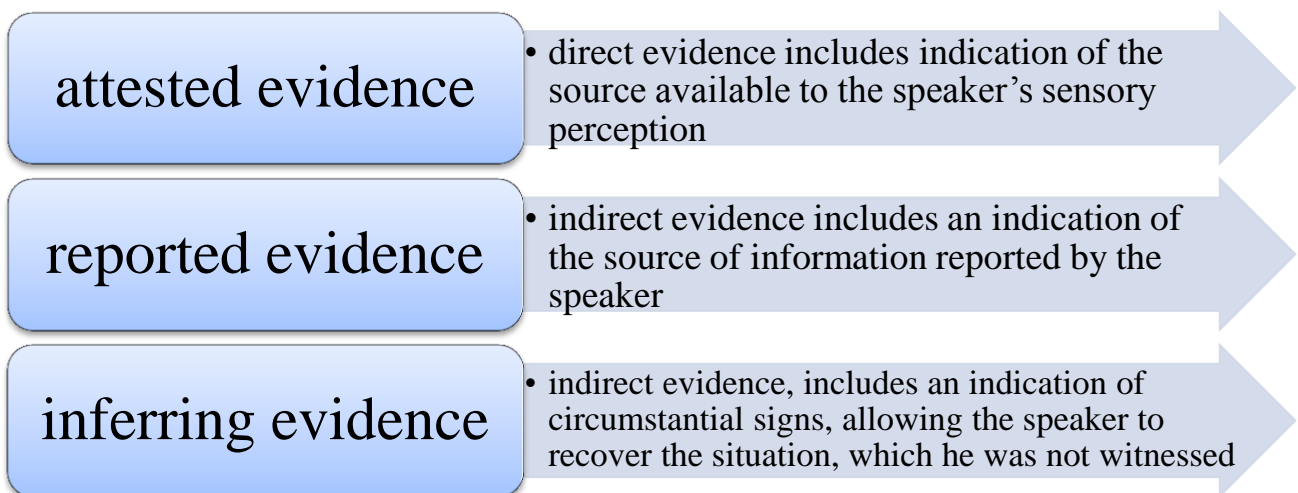 attested evidence
• direct evidence includes indication of the
source available to the speaker’s sensory
perception
reported evidence
• indirect evidence includes an indication of
the source of information reported by the
speaker
inferring evidence
• indirect evidence, includes an indication of
circumstantial signs, allowing the speaker to
recover the situation, which he was not witnessed